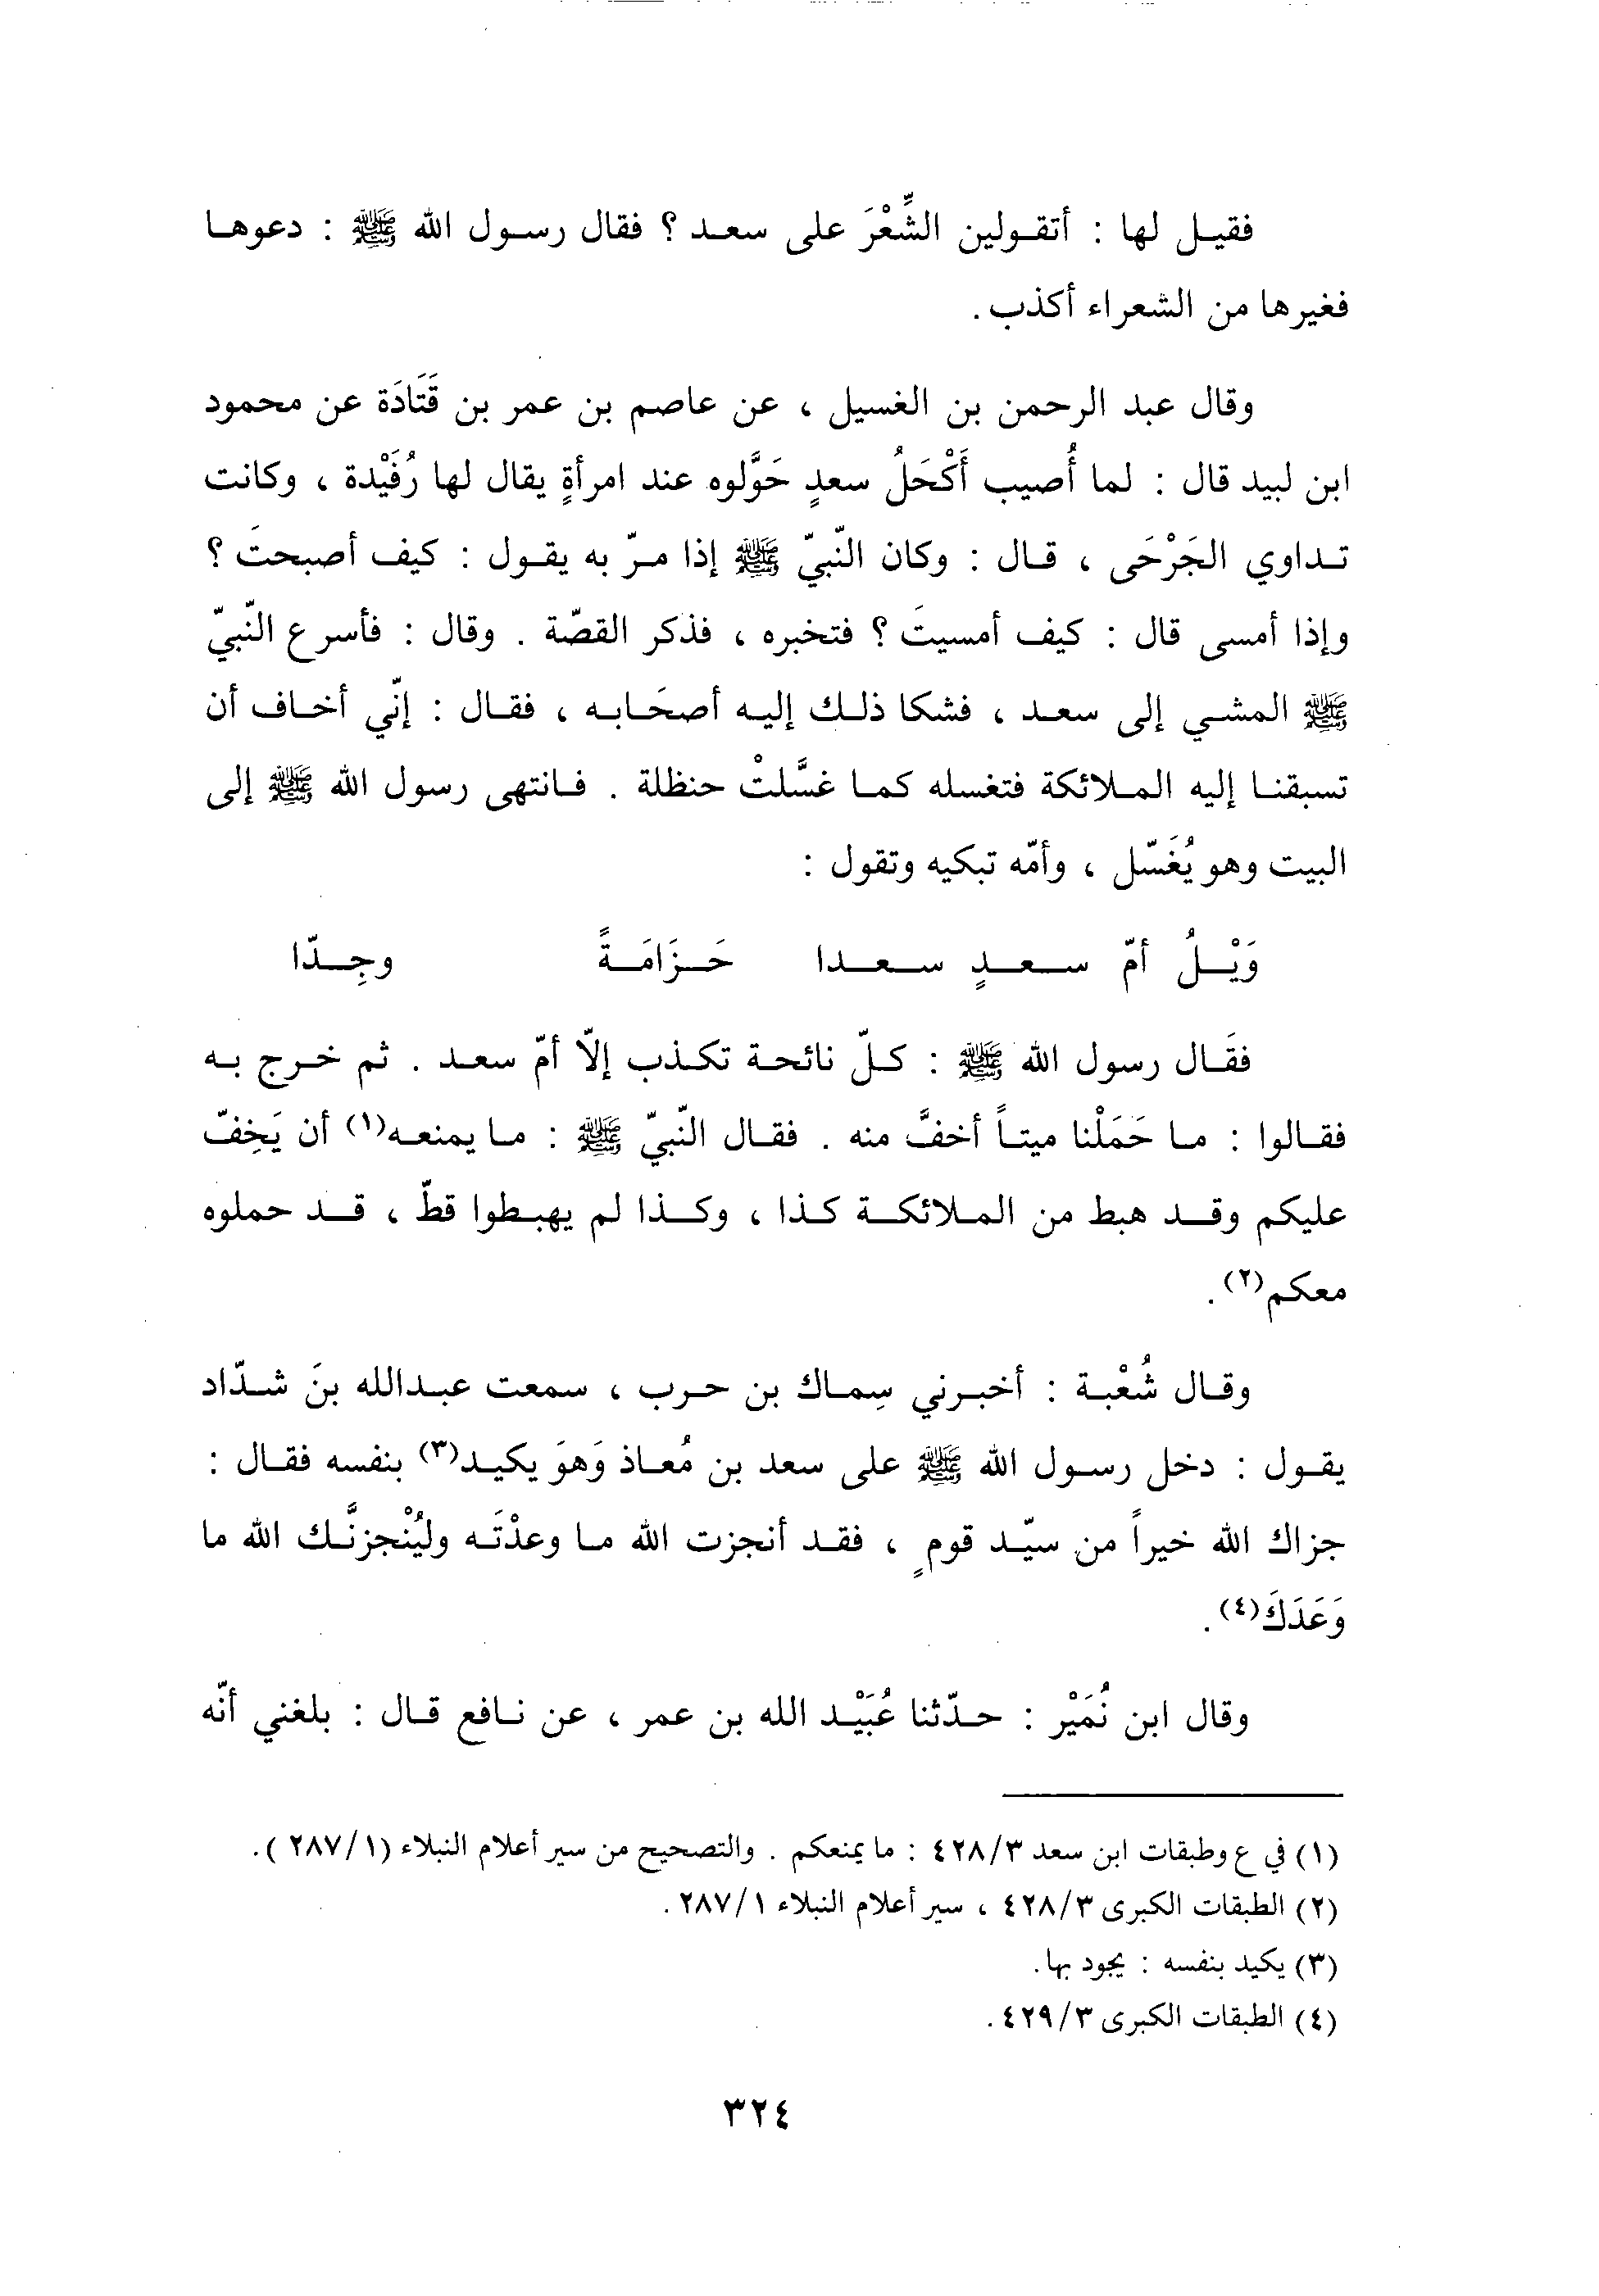 فقيل لها : أتقولين الشِّعْرَ على سعد ؟ فقال رسول الله ﷺ : دعوها
فغيرها من الشعراء أكذب .
وقال عبد الرحمن بن الغسيل ، عن عاصم بن عمر بن قَتَادَة عن محمود
ابن لبيد قال : لما أُصيب أَكْحَلُ سعدٍ حَوَّلوه عند امرأةٍ يقال لها رُفَيْدة ، وكانت
تداوي الجَرْحَى ، قال : وكان النّبيّ ﷺ إذا مرّ به يقول : كيف أصبحتَ ؟
وإذا أمسى قال : كيف أمسيتَ ؟ فتخبره ، فذكر القصّة . وقال : فأسرع النّبيّ
ﷺ المشي إلى سعد ، فشكا ذلك إليه أصحَابه ، فقال : إنّي أخاف أن
تسبقنا إليه الملائكة فتغسله كما غسَّلتْ حنظلة . فانتهى رسول الله ﷺ إلى
البيت وهو يُغَسّل ، وأمّه تبكيه وتقول :
وَيْلُ أمّ سعدٍ سعدا حَزَامَةً وجِدّا
فقَال رسول الله ﷺ : كلّ نائحة تكذب إلّا أمّ سعد . ثم خرج به
فقالوا : ما حَمَلْنا ميتاً أخفَّ منه . فقال النّبيّ ﷺ : ما يمنعه(١) أن يَخِفّ
عليكم وقد هبط من الملائكة كذا ، وكذا لم يهبطوا قطّ ، قد حملوه
معكم(٢) .
وقال شُعْبة : أخبرني سِماك بن حرب ، سمعت عبدالله بنَ شدّاد
يقول : دخل رسول الله ﷺ على سعد بن مُعاذ وَهوَ يكيد(٣) بنفسه فقال :
جزاك الله خيراً من سيّد قومٍ ، فقد أنجزت الله ما وعدْتَه وليُنْجزنَّك الله ما
وَعَدَكَ(٤) .
وقال ابن نُمَيْر : حدّثنا عُبَيْد الله بن عمر ، عن نافع قال : بلغني أنّه
(١) في ع وطبقات ابن سعد ٤٢٨/٣ : ما يمنعكم . والتصحيح من سير أعلام النبلاء (٢٨٧/١ ).
(٢) الطبقات الكبرى ٤٢٨/٣ ، سير أعلام النبلاء ٢٨٧/١ .
(٣) يكيد بنفسه : يجود بها.
(٤) الطبقات الكبرى ٤٢٩/٣ .
٣٢٤